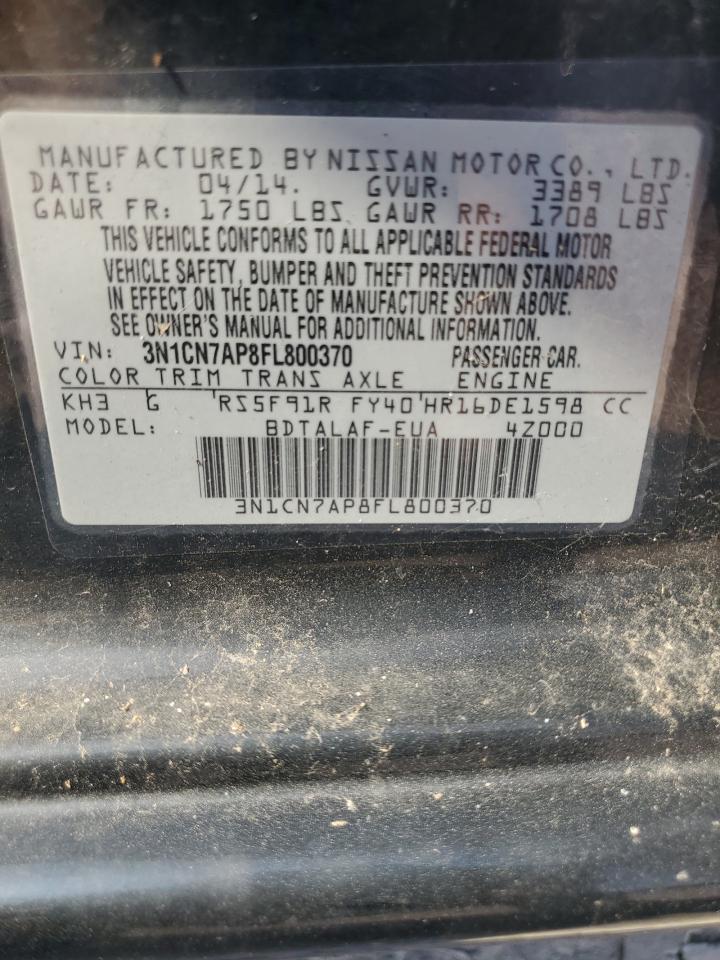 MANUFACTURED BY NISSAN MOTOR CO., LTD.
DATE: 04/14. GVWR: 3389 LBS
GAWR FR: 1750 LBS GAWR RR: 1708 LBS
THIS VEHICLE CONFORMS TO ALL APPLICABLE FEDERAL MOTOR
VEHICLE SAFETY, BUMPER AND THEFT PREVENTION STANDARDS
IN EFFECT ON THE DATE OF MANUFACTURE SHOWN ABOVE.
SEE OWNER'S MANUAL FOR ADDITIONAL INFORMATION.
VIN: 3N1CN7AP8FL800370 PASSENGER CAR.
COLOR TRIM TRANS AXLE ENGINE
KH3 G 'RS5F91R FY40'HR16DE1598 CC
MODEL: BDTALAF-EUA 4Z000
3N1CN7AP8FL800370